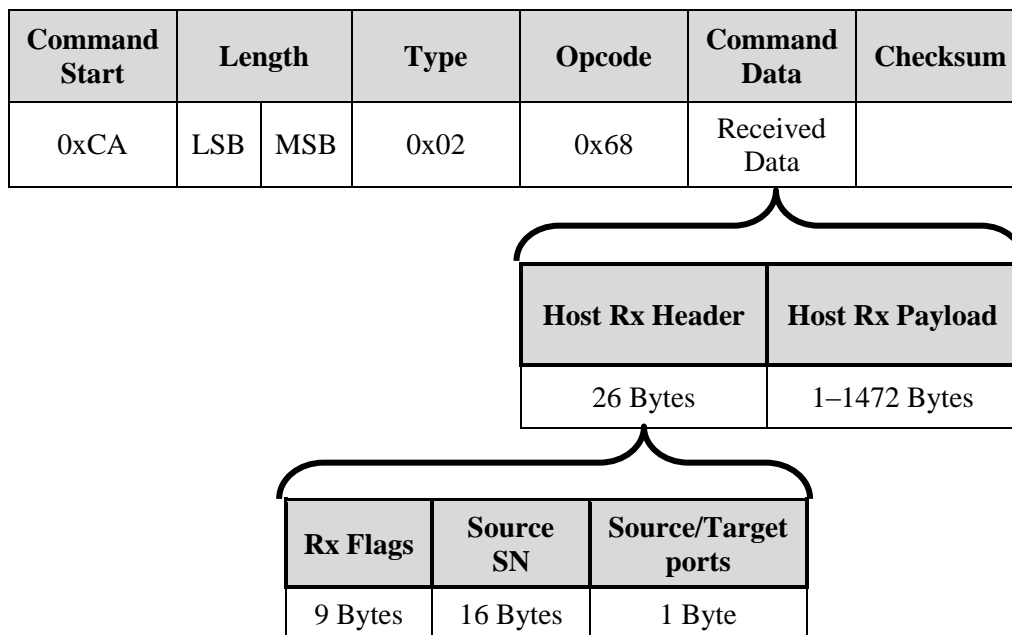 Command Start Length Type Opcode Command Data Checksum
0xCA LSB MSB 0x02 0x68 Received Data
Host Rx Header Host Rx Payload
26 Bytes 1–1472 Bytes
Rx Flags Source SN Source/Target ports
9 Bytes 16 Bytes 1 Byte